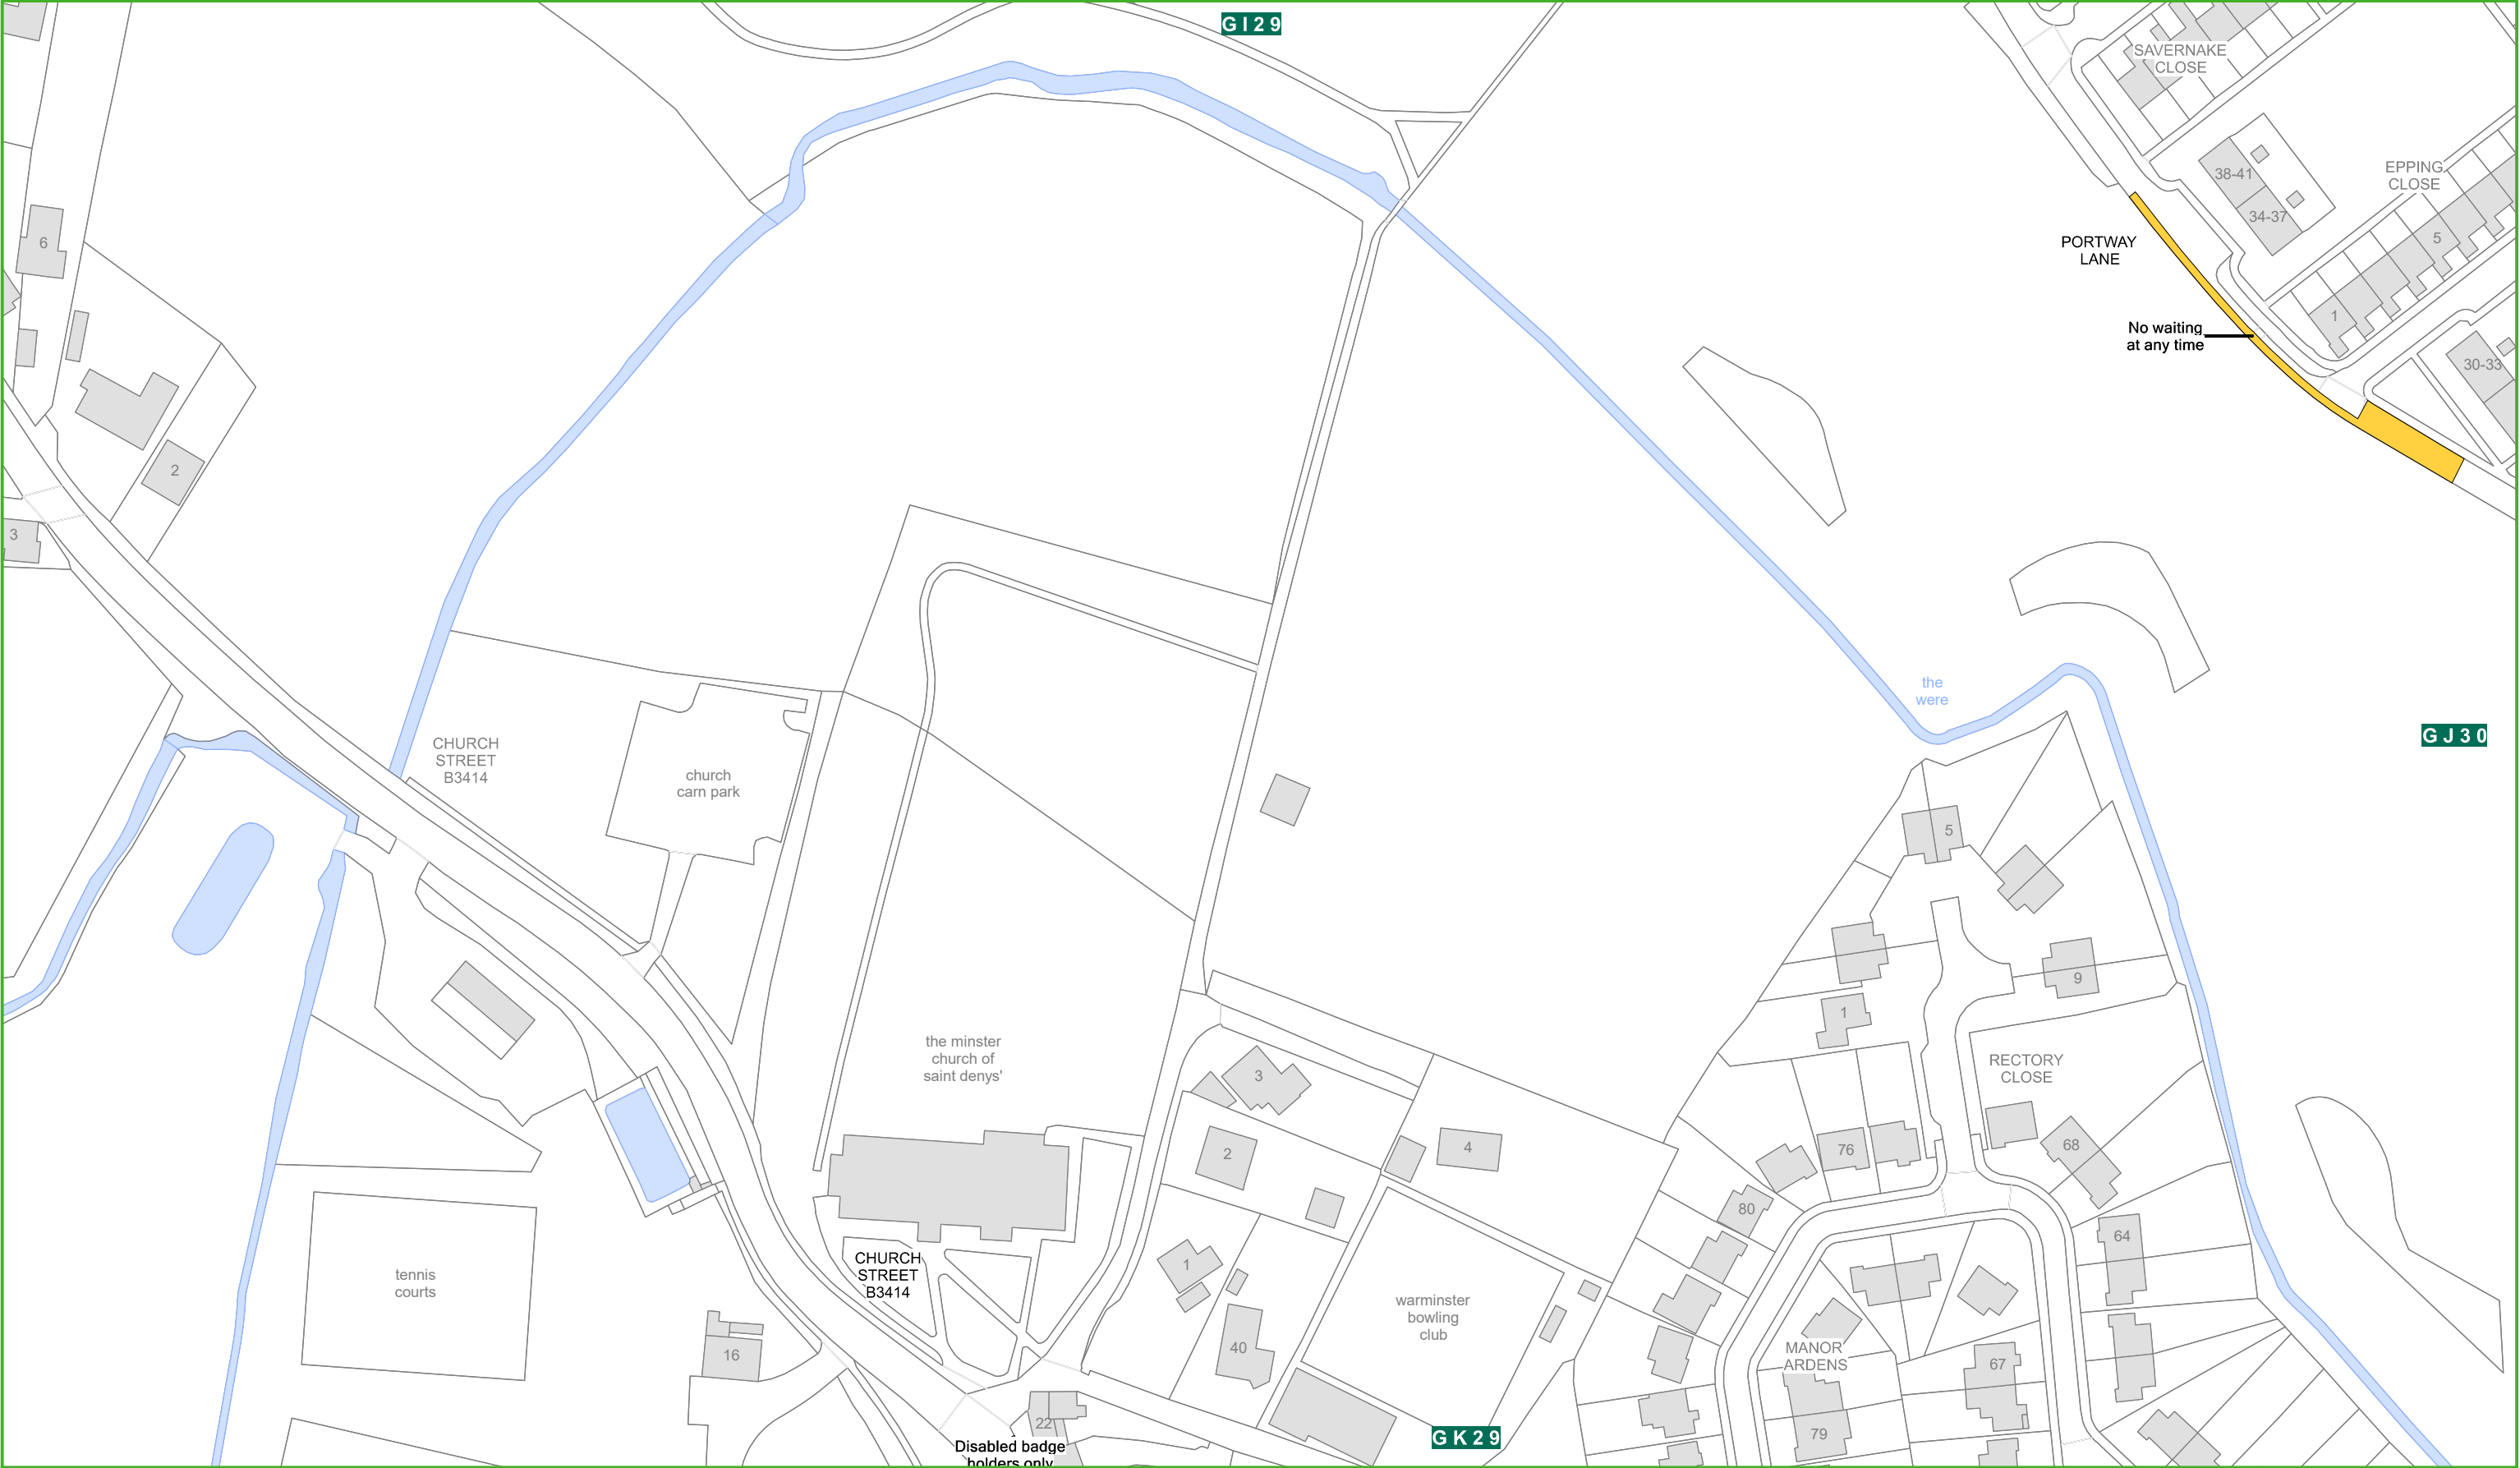 GI29
SAVERNAKE
CLOSE
38-41
34-37
EPPING
CLOSE
5
1
30-33
PORTWAY
LANE
No waiting
at any time
6
2
3
CHURCH
STREET
B3414
church
carn park
the
were
GJ30
5
9
1
RECTORY
CLOSE
the minster
church of
saint denys'
3
2
4
76
68
80
64
1
40
CHURCH
STREET
B3414
tennis
courts
16
warminster
bowling
club
MANOR
ARDENS
67
79
22
GK29
Disabled badge
holders only